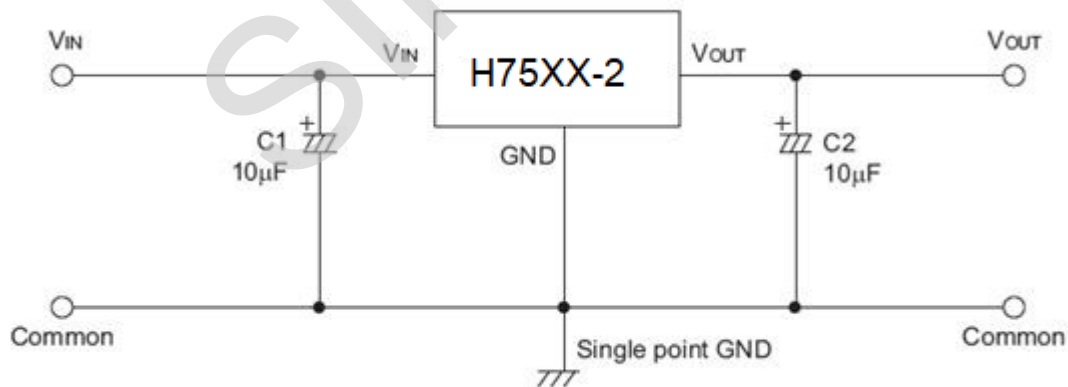 VIN
VIN
H75XX-2
VOUT
VOUT
+
C1
10μF
GND
+
C2
10μF
Common
Single point GND
Common